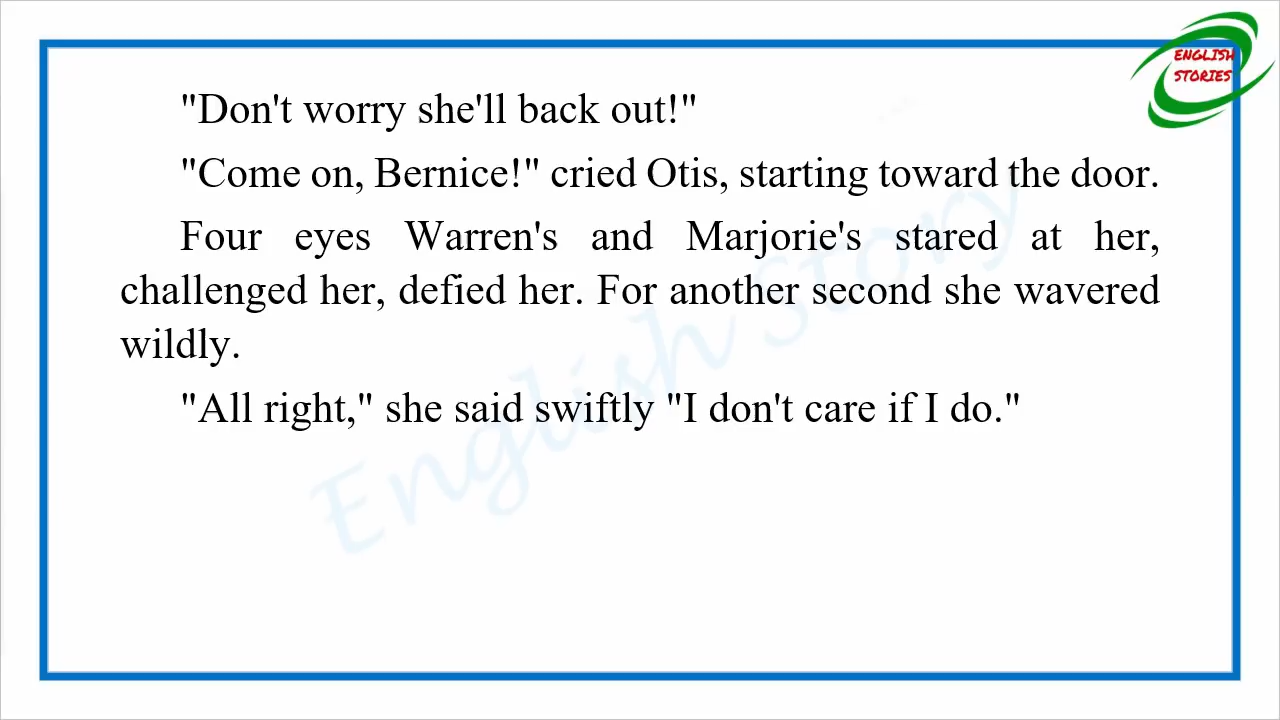 ENGLISH
STORIES
"Don't worry she'll back out!"
"Come on, Bernice!" cried Otis, starting toward the door.
Four eyes Warren's and Marjorie's stared at her,
challenged her, defied her. For another second she wavered
wildly.
"All right," she said swiftly "I don't care if I do."
English Story